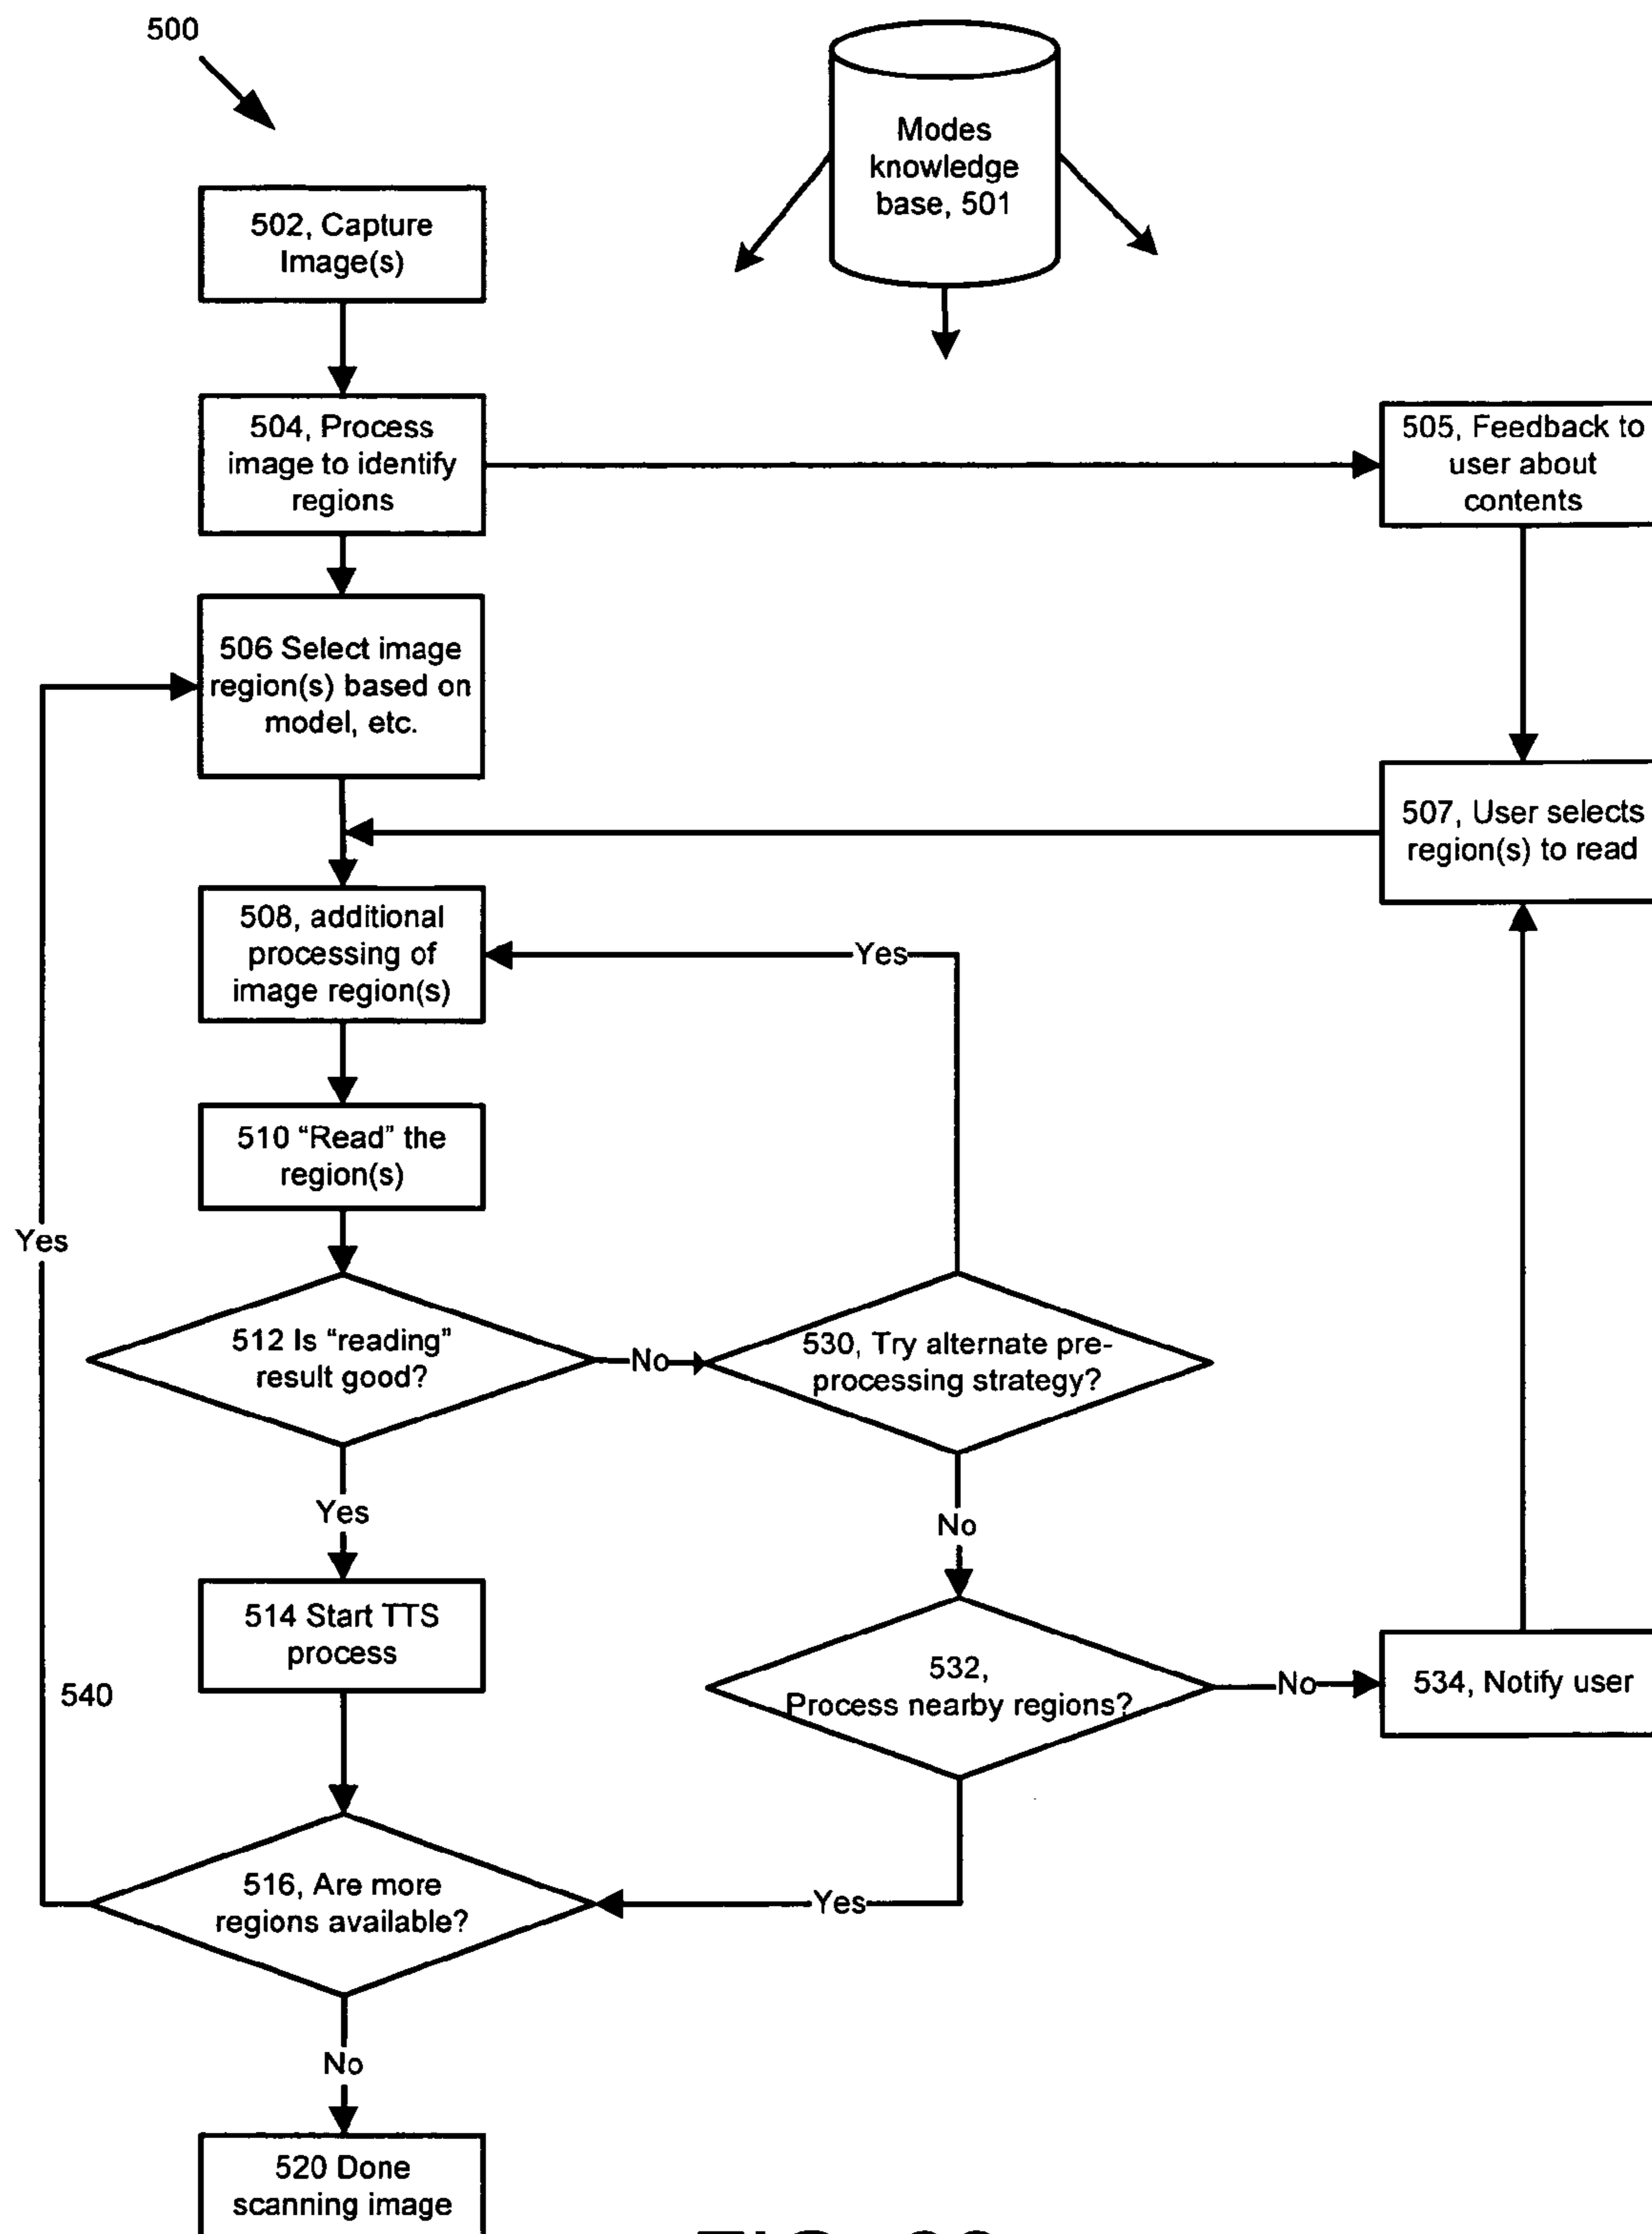 500
Modes
knowledge
base, 501
502, Capture
Image(s)
504, Process
image to identify
regions
505, Feedback to
user about
contents
506 Select image
region(s) based on
model, etc.
507, User selects
region(s) to read
508, additional
processing of
image region(s)
Yes
510 “Read” the
region(s)
Yes
512 Is “reading”
result good?
No
530, Try alternate pre-
processing strategy?
Yes
No
514 Start TTS
process
532,
Process nearby regions?
No
534, Notify user
540
516, Are more
regions available?
Yes
No
520 Done
scanning image